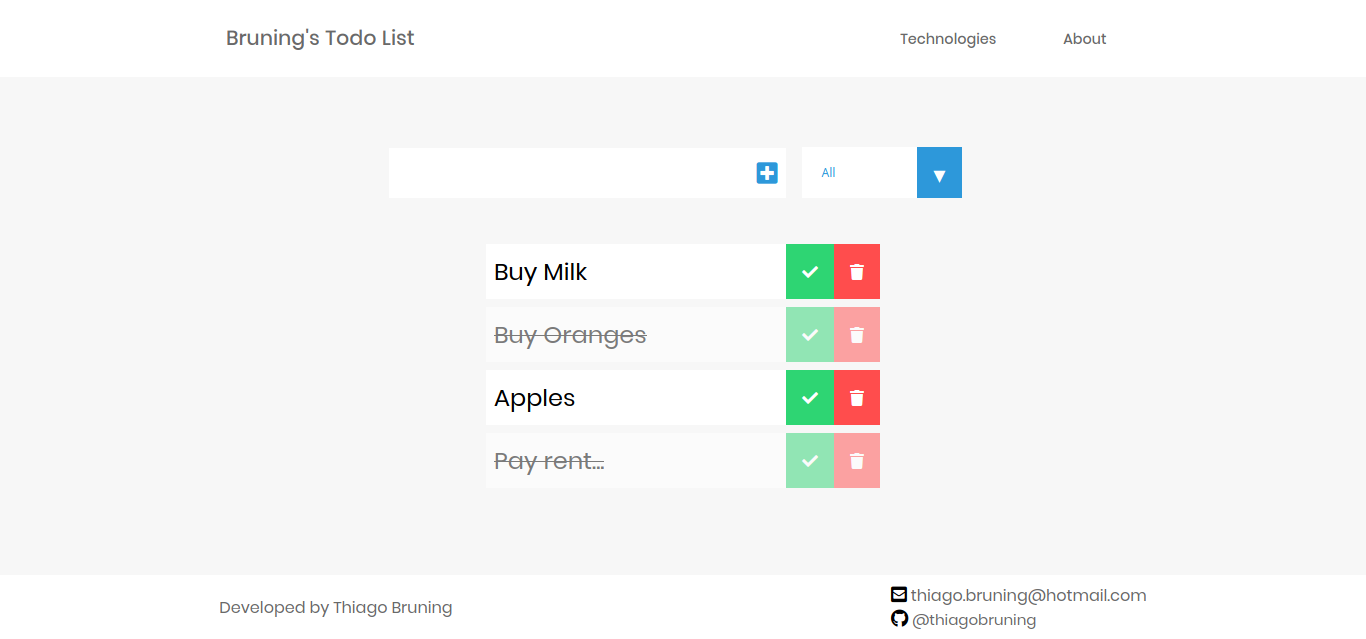 Bruning's Todo List
Technologies
About
All
Buy Milk
Buy Oranges
Apples
Pay rent...
Developed by Thiago Bruning
thiago.bruning@hotmail.com
@thiagobruning